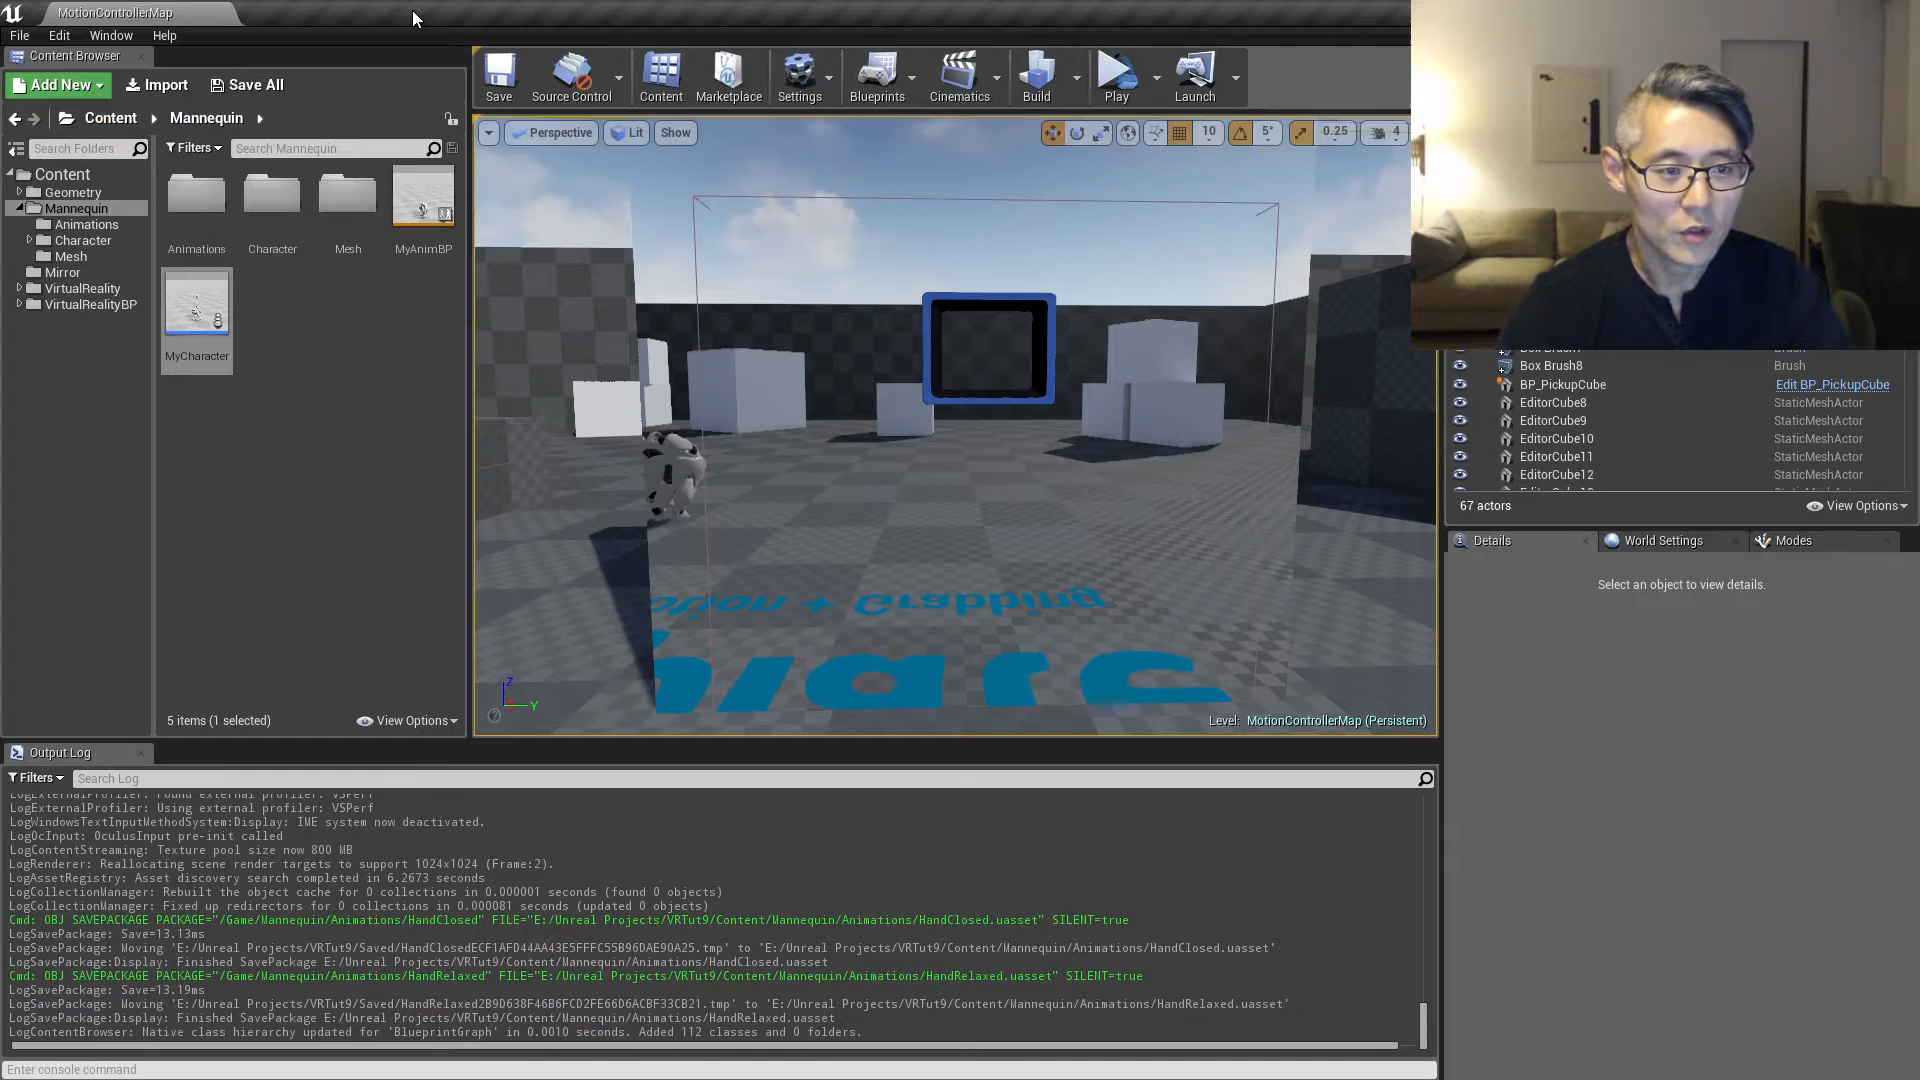 MotionControllerMap
File Edit Window Help
Content Browser
Add New Import Save All
Content Mannequin
Search Folders Filters Search Mannequin
Content
Geometry
Mannequin
Animations
Character
Mesh
Mirror
VirtualReality
VirtualRealityBP
Animations Character Mesh MyAnimBP
MyCharacter
5 items (1 selected) View Options
Save Source Control Content Marketplace Settings Blueprints Cinematics Build Play Launch
Perspective Lit Show 10 5° 0.25 4
Level: MotionControllerMap (Persistent)
Z
Y
Box Brush8 Brush
BP_PickupCube Edit BP_PickupCube
EditorCube8 StaticMeshActor
EditorCube9 StaticMeshActor
EditorCube10 StaticMeshActor
EditorCube11 StaticMeshActor
EditorCube12 StaticMeshActor
67 actors View Options
Details World Settings Modes
Select an object to view details.
Output Log
Filters Search Log
LogExternalProfiler: Found external profiler: VSPerf
LogExternalProfiler: Using external profiler: VSPerf
LogWindowsTextInputMethodSystem:Display: IME system now deactivated.
LogOcInput: OculusInput pre-init called
LogContentStreaming: Texture pool size now 800 MB
LogRenderer: Reallocating scene render targets to support 1024x1024 (Frame:2).
LogAssetRegistry: Asset discovery search completed in 6.2673 seconds
LogCollectionManager: Rebuilt the object cache for 0 collections in 0.000001 seconds (found 0 objects)
LogCollectionManager: Fixed up redirectors for 0 collections in 0.000081 seconds (updated 0 objects)
Cmd: OBJ SAVEPACKAGE PACKAGE="/Game/Mannequin/Animations/HandClosed" FILE="E:/Unreal Projects/VRTut9/Content/Mannequin/Animations/HandClosed.uasset" SILENT=true
LogSavePackage: Save=13.13ms
LogSavePackage: Moving 'E:/Unreal Projects/VRTut9/Saved/HandClosedECF1AFD44AA43E5FFFC55B96DAE90A25.tmp' to 'E:/Unreal Projects/VRTut9/Content/Mannequin/Animations/HandClosed.uasset'
LogSavePackage:Display: Finished SavePackage E:/Unreal Projects/VRTut9/Content/Mannequin/Animations/HandClosed.uasset
Cmd: OBJ SAVEPACKAGE PACKAGE="/Game/Mannequin/Animations/HandRelaxed" FILE="E:/Unreal Projects/VRTut9/Content/Mannequin/Animations/HandRelaxed.uasset" SILENT=true
LogSavePackage: Save=13.19ms
LogSavePackage: Moving 'E:/Unreal Projects/VRTut9/Saved/HandRelaxed2B9D638F46B6FCD2FE66D6ACBF33CB21.tmp' to 'E:/Unreal Projects/VRTut9/Content/Mannequin/Animations/HandRelaxed.uasset'
LogSavePackage:Display: Finished SavePackage E:/Unreal Projects/VRTut9/Content/Mannequin/Animations/HandRelaxed.uasset
LogContentBrowser: Native class hierarchy updated for 'BlueprintGraph' in 0.0010 seconds. Added 112 classes and 0 folders.
Enter console command